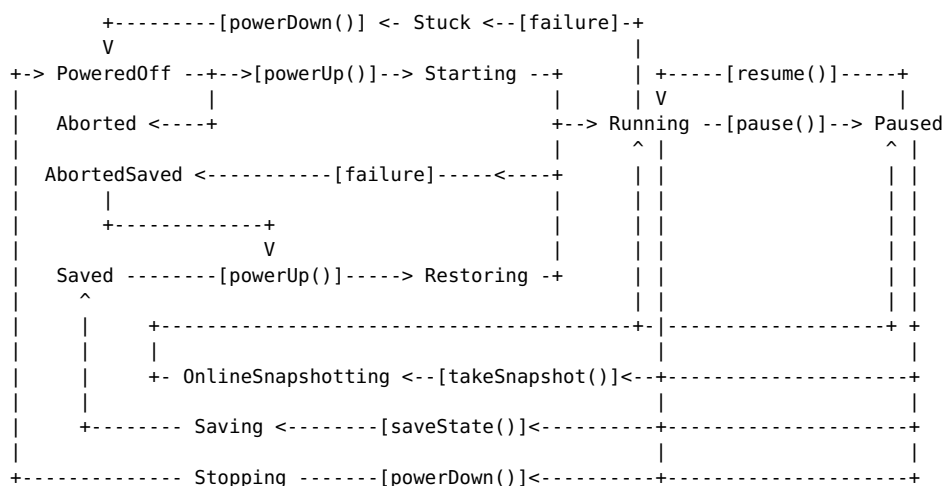 +---------[powerDown()] <- Stuck <--[failure]-+
        V                                             |
+-> PoweredOff --+-->[powerUp()]--> Starting --+      | +-----[resume()]-----+
|                |                             |      | V                    |
|   Aborted <----+                             +--> Running --[pause()]--> Paused
|                                              |      ^ |                   ^ |
|  AbortedSaved <-----------[failure]-----<----+      | |                   | |
|        |                                     |      | |                   | |
|        +-------------+                       |      | |                   | |
|                      V                       |      | |                   | |
|   Saved --------[powerUp()]-----> Restoring -+      | |                   | |
|     ^                                               | |                   | |
|     |     +-----------------------------------------+-|-------------------+ +
|     |     |                                           |                     |
|     |     +- OnlineSnapshotting <--[takeSnapshot()]<--+---------------------+
|     |                                                 |                     |
|     +-------- Saving <--------[saveState()]<----------+---------------------+
|                                                       |                     |
+-------------- Stopping -------[powerDown()]<----------+---------------------+